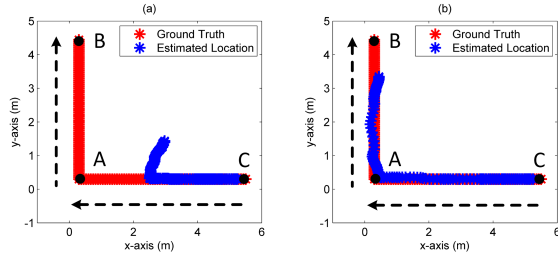 (a)
Ground Truth
Estimated Location
B
A
C
y-axis (m)
5
4
3
2
1
0
-1
0
2
4
6
x-axis (m)
(b)
Ground Truth
Estimated Location
B
A
C
y-axis (m)
5
4
3
2
1
0
-1
0
2
4
6
x-axis (m)